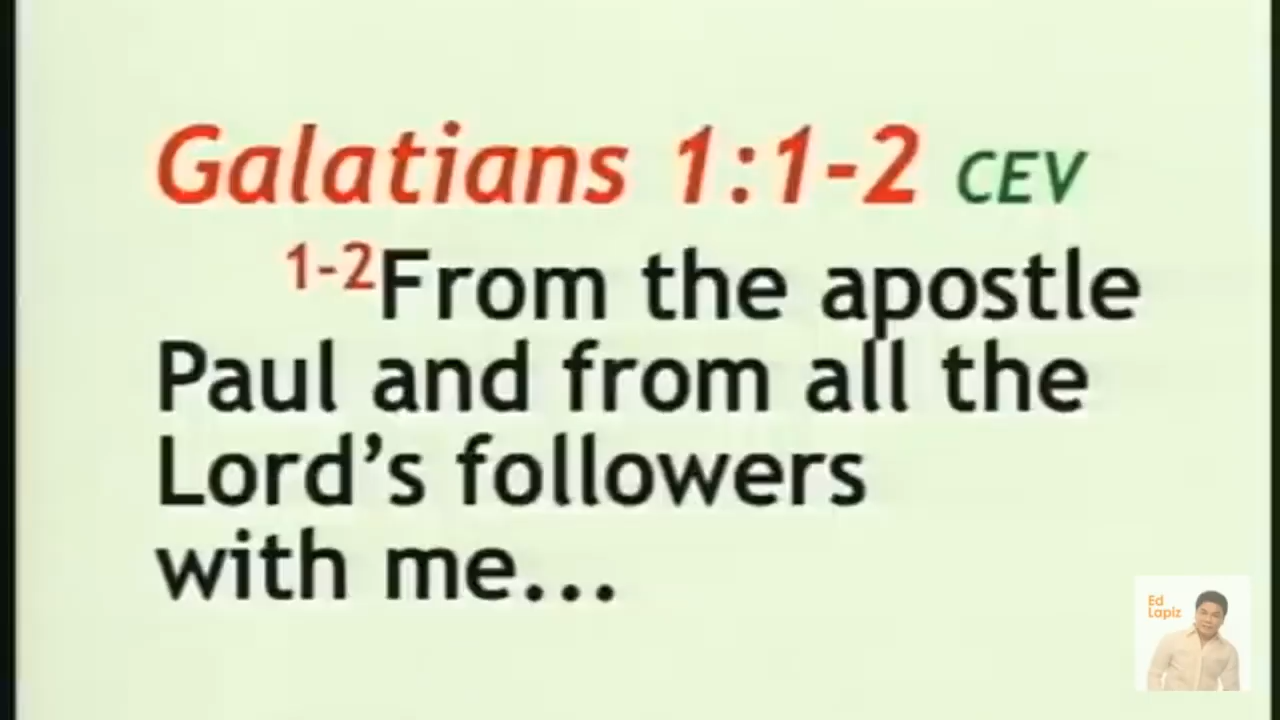 Galatians 1:1-2 CEV
1-2From the apostle
Paul and from all the
Lord’s followers
with me...
Ed
Lapiz